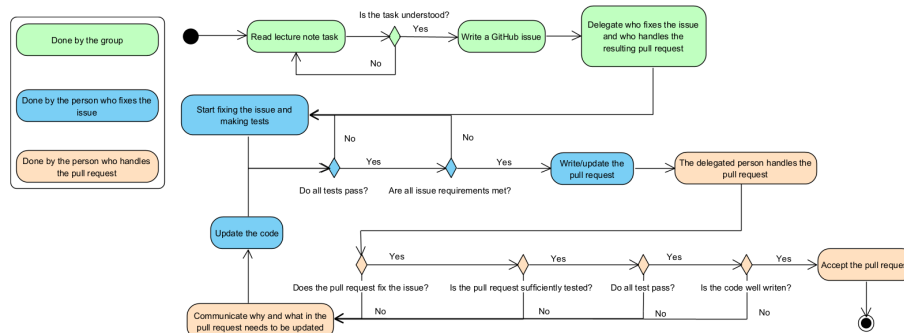 Done by the group
Done by the person who fixes the
issue
Done by the person who handles
the pull request
Is the task understood?
Read lecture note task
Yes
No
Write a GitHub issue
Delegate who fixes the issue
and who handles the
resulting pull request
Start fixing the issue and
making tests
No
No
Yes
Yes
Do all tests pass?
Are all issue requirements met?
Write/update the
pull request
The delegated person handles the
pull request
Update the code
Yes
Yes
Yes
Yes
Accept the pull request
Does the pull request fix the issue?
Is the pull request sufficiently tested?
Do all test pass?
Is the code well writen?
No
No
No
No
Communicate why and what in the
pull request needs to be updated